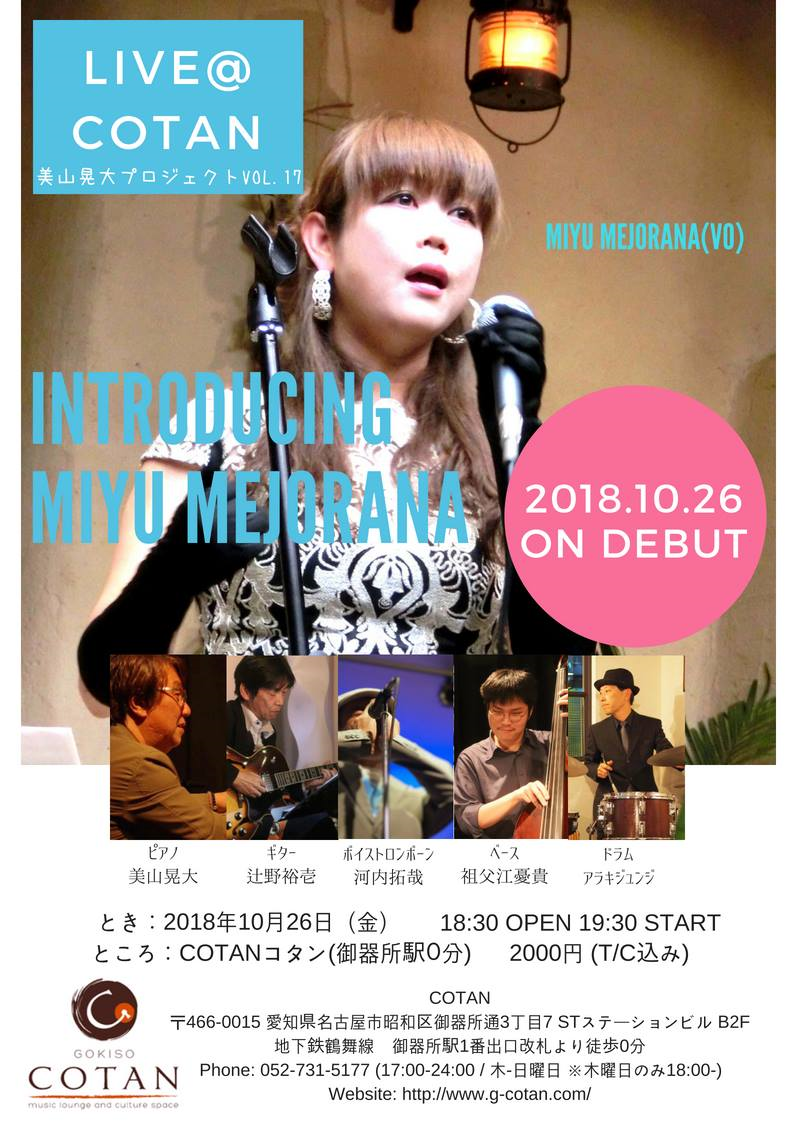 LIVE@
COTAN
美山晃大プロジェクトVOL.17
MIYU MEJORANA(VO)
INTRODUCING
MIYU MEJORANA
2018.10.26
ON DEBUT
ピアノ
美山晃大
ギター
辻野裕壱
ボイストロンボーン
河内拓哉
ベース
祖父江憂貴
ドラム
アラキジュンジ
とき：2018年10月26日（金） 18:30 OPEN 19:30 START
ところ：COTANコタン(御器所駅0分) 2000円 (T/C込み)
COTAN
〒466-0015 愛知県名古屋市昭和区御器所通3丁目7 STステーションビル B2F
地下鉄鶴舞線 御器所駅1番出口改札より徒歩0分
Phone: 052-731-5177 (17:00-24:00 / 木-日曜日 ※木曜日のみ18:00-)
Website: http://www.g-cotan.com/
GOKISO
COTAN
music lounge and culture space